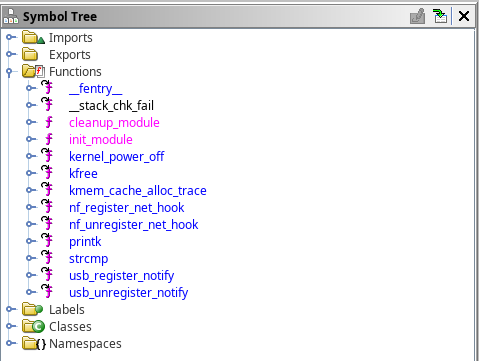 Symbol Tree
Imports
Exports
Functions
__fentry__
__stack_chk_fail
cleanup_module
init_module
kernel_power_off
kfree
kmem_cache_alloc_trace
nf_register_net_hook
nf_unregister_net_hook
printk
strcmp
usb_register_notify
usb_unregister_notify
Labels
Classes
Namespaces